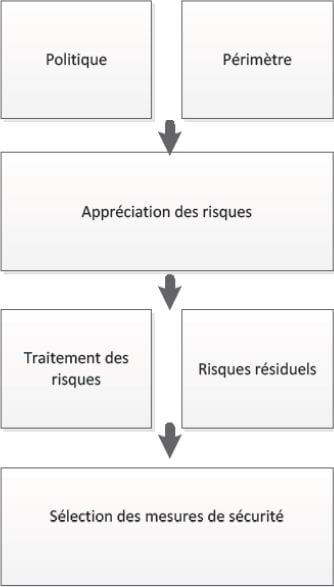 Politique
Périmètre
Appréciation des risques
Traitement des
risques
Risques résiduels
Sélection des mesures de sécurité